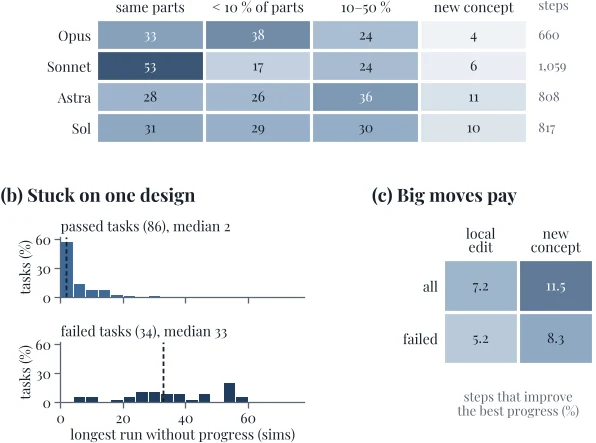 same parts < 10 % of parts 10–50 % new concept steps
Opus 33 38 24 4 660
Sonnet 53 17 24 6 1,059
Astra 28 26 36 11 808
Sol 31 29 30 10 817
(b) Stuck on one design
passed tasks (86), median 2
tasks (%)
60
30
0
failed tasks (34), median 33
tasks (%)
60
30
0
0 20 40 60
longest run without progress (sims)
(c) Big moves pay
local new
edit concept
all 7.2 11.5
failed 5.2 8.3
steps that improve
the best progress (%)